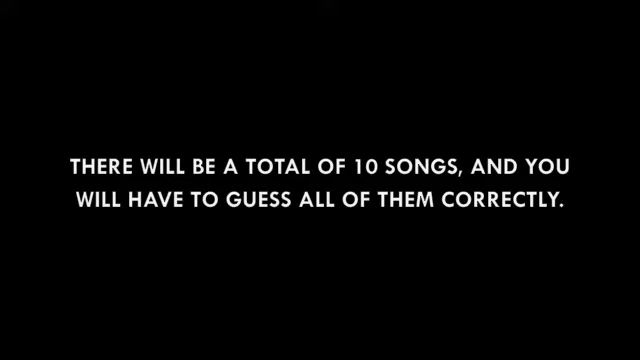 THERE WILL BE A TOTAL OF 10 SONGS, AND YOU
WILL HAVE TO GUESS ALL OF THEM CORRECTLY.